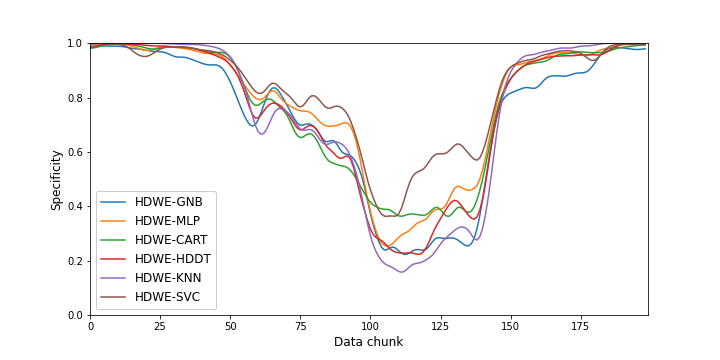 1.0
0.8
0.6
0.4
0.2
0.0
Specificity
HDWE-GNB
HDWE-MLP
HDWE-CART
HDWE-HDDT
HDWE-KNN
HDWE-SVC
0 25 50 75 100 125 150 175
Data chunk